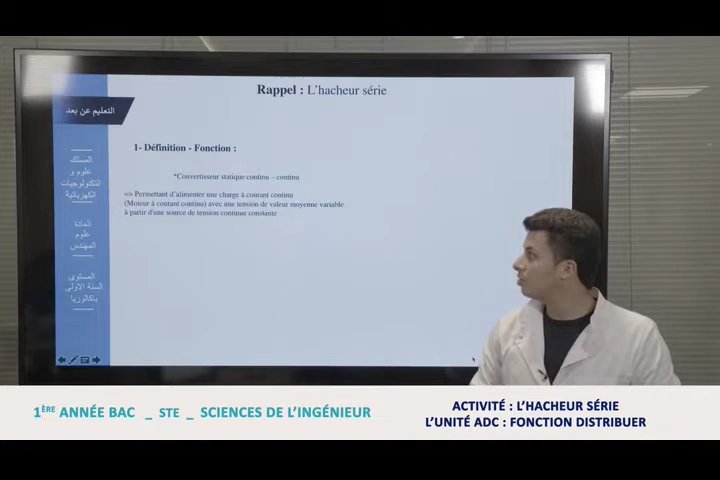 Rappel : L'hacheur série
التعليم عن بعد
1- Définition - Fonction :
المسلك
علوم و
التكنولوجيات
الكهربائية
*Convertisseur statique continu – continu
=> Permettant d'alimenter une charge à courant continu
(Moteur à courant continu) avec une tension de valeur moyenne variable
à partir d'une source de tension continue constante
المادة
علوم
المهندس
المستوى
السنة الاولى
باكالوريا
1ÈRE ANNÉE BAC _ STE _ SCIENCES DE L'INGÉNIEUR
ACTIVITÉ : L'HACHEUR SÉRIE
L'UNITÉ ADC : FONCTION DISTRIBUER